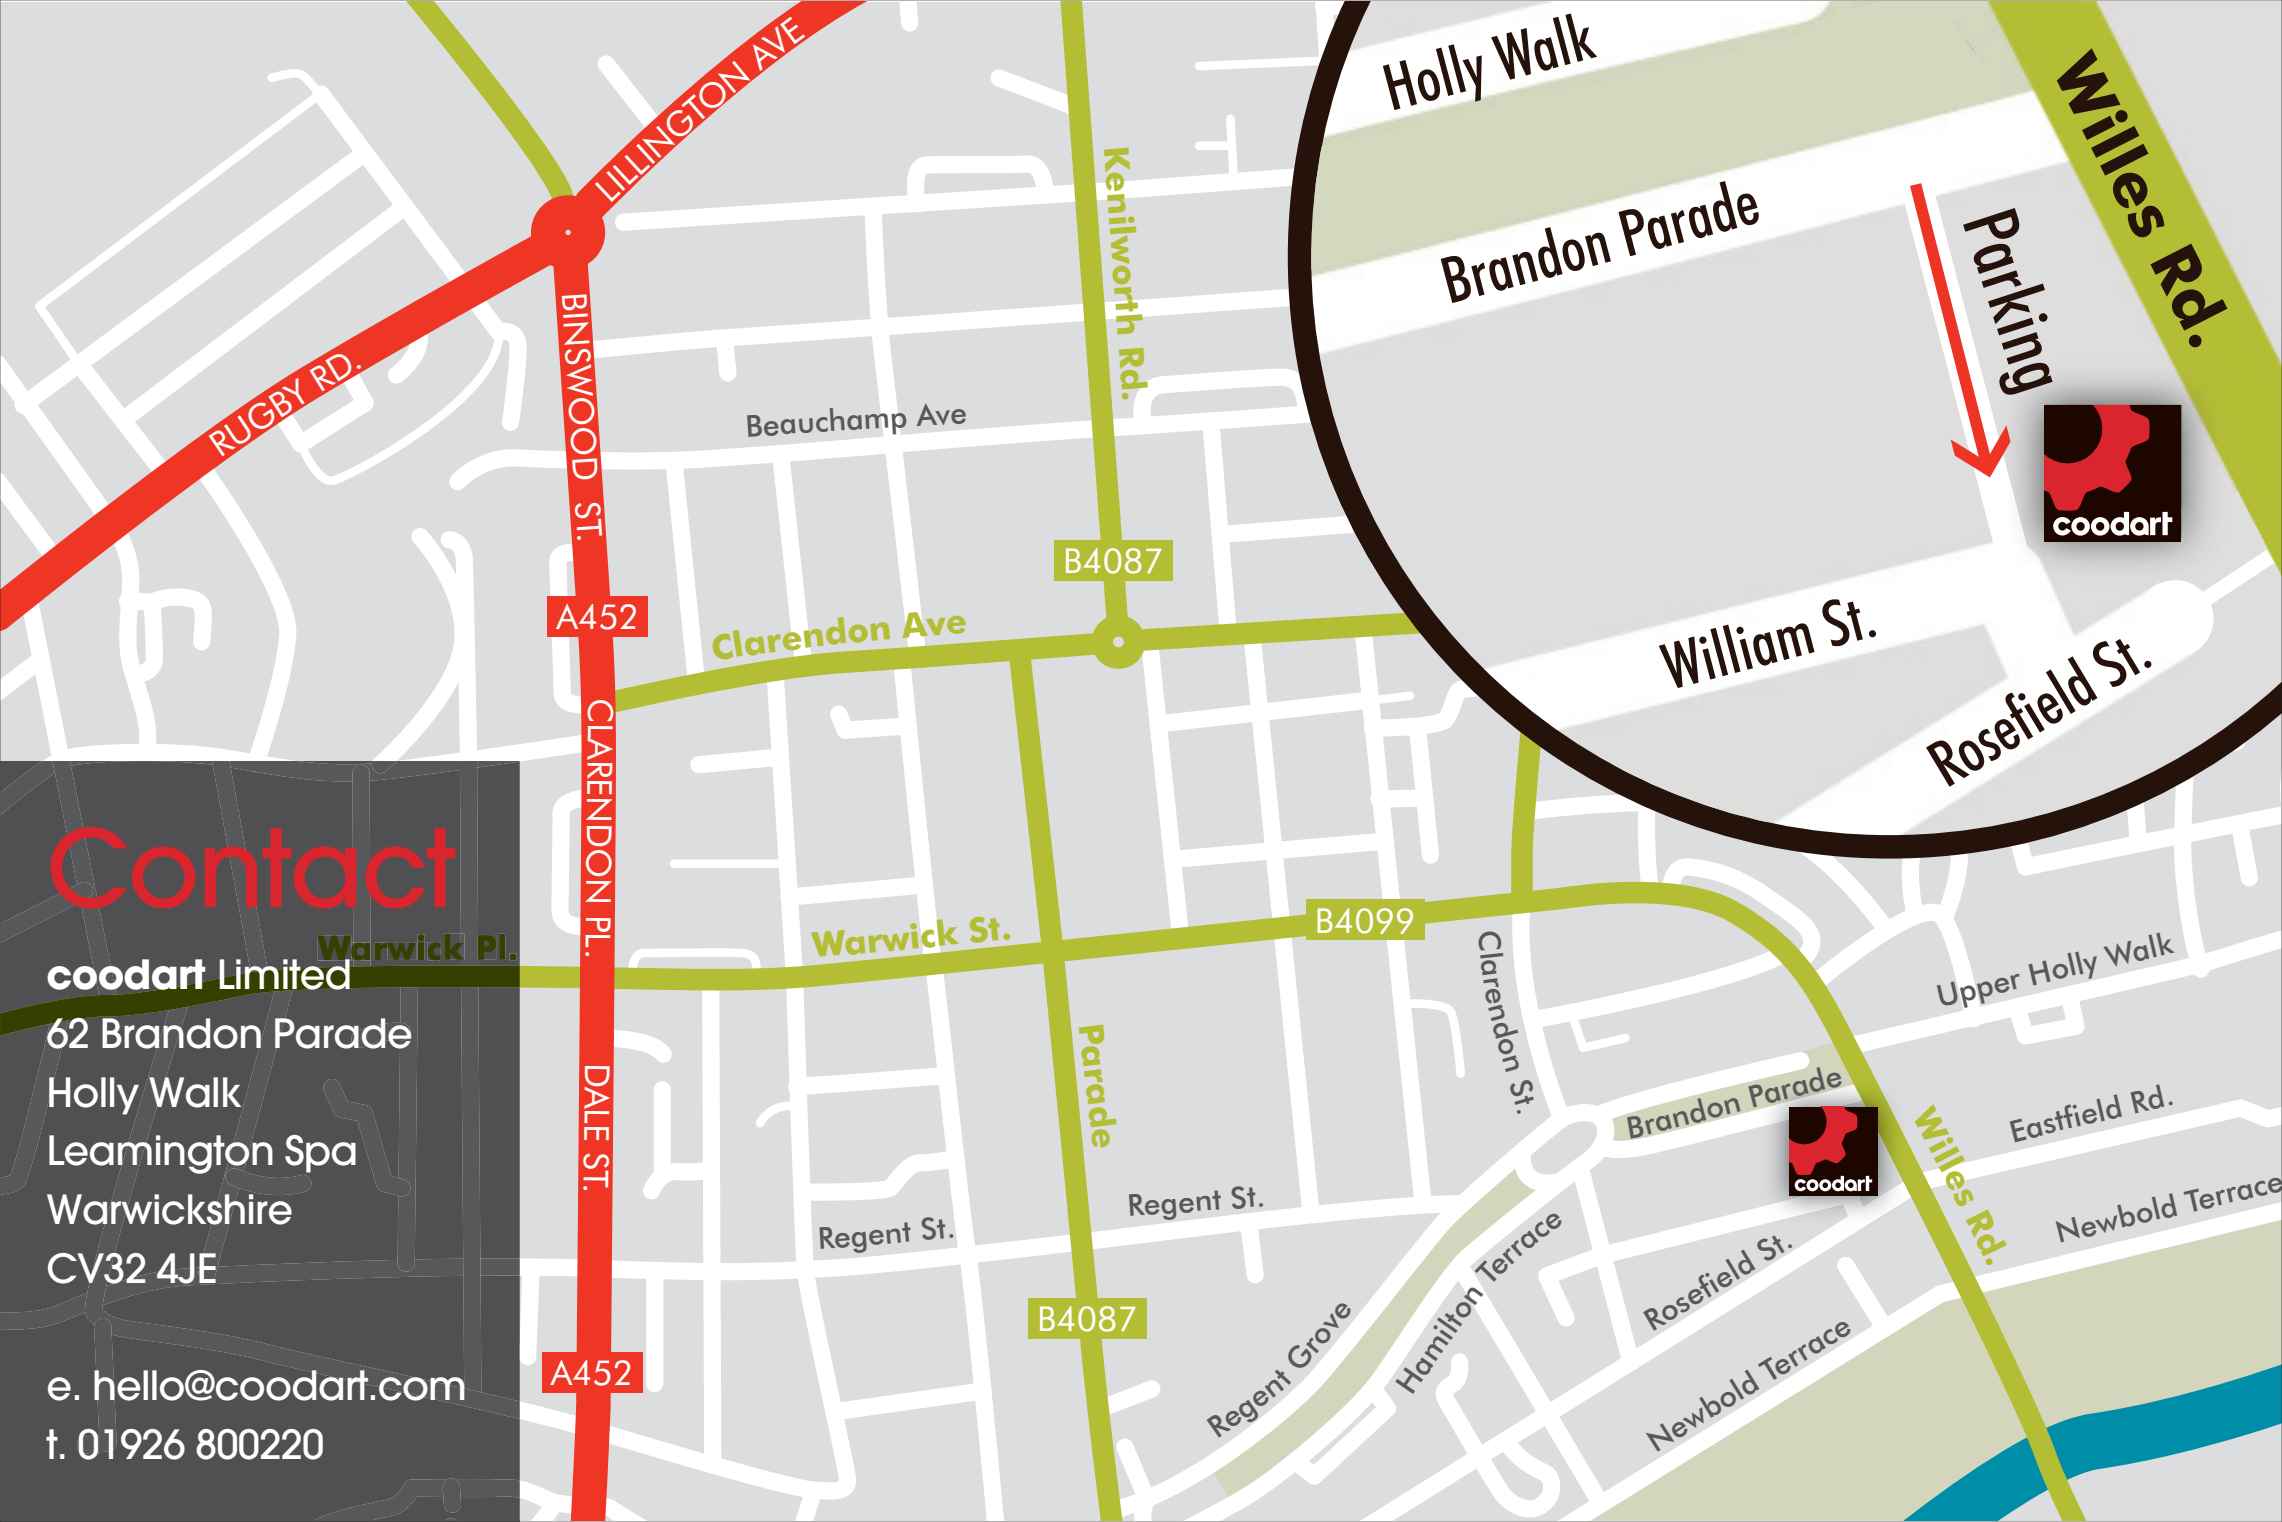 LILLINGTON AVE
RUGBY RD.
BINSWOOD ST.
A452
CLARENDON PL.
DALE ST.
A452
Kenilworth Rd.
B4087
Beauchamp Ave
Clarendon Ave
Warwick St.
B4099
Parade
Regent St.
Regent St.
B4087
Clarendon St.
Upper Holly Walk
Brandon Parade
coodart
Willes Rd.
Eastfield Rd.
Newbold Terrace
Rosefield St.
Hamilton Terrace
Regent Grove
Newbold Terrace
Holly Walk
Brandon Parade
Parking
Willes Rd.
coodart
William St.
Rosefield St.
Contact
Warwick Pl.
coodart Limited
62 Brandon Parade
Holly Walk
Leamington Spa
Warwickshire
CV32 4JE
e. hello@coodart.com
t. 01926 800220